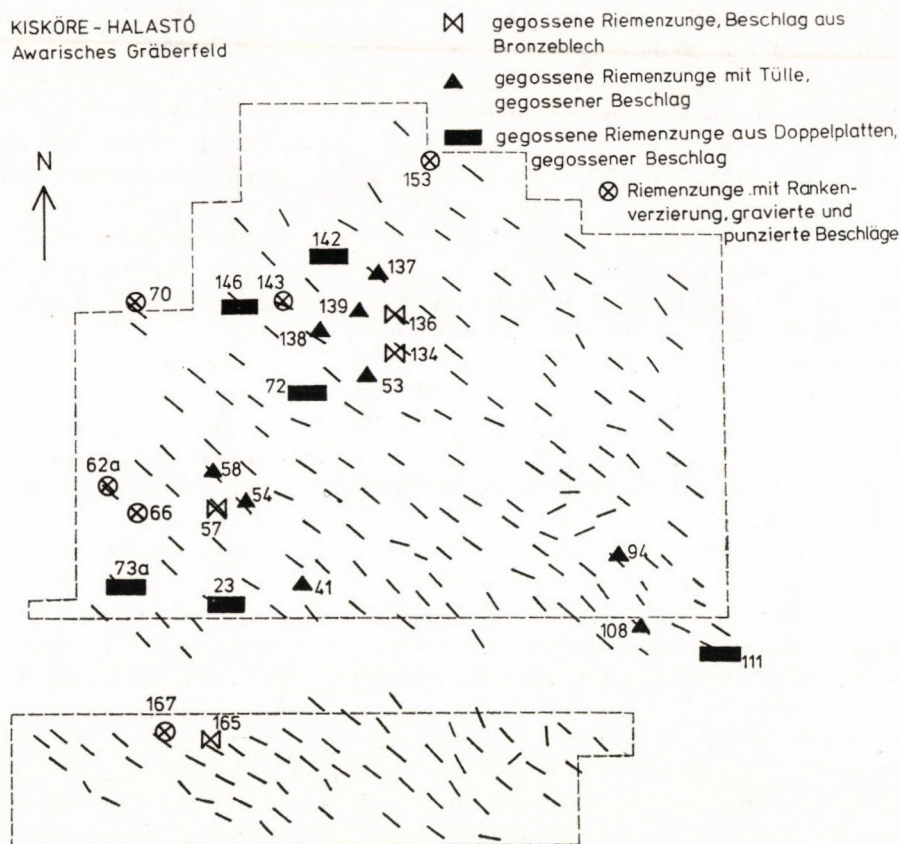 KISKÖRE - HALASTÓ
Awarisches Gräberfeld
gegossene Riemenzunge, Beschlag aus
Bronzeblech
gegossene Riemenzunge mit Tülle,
gegossener Beschlag
gegossene Riemenzunge aus Doppelplatten,
gegossener Beschlag
Riemenzunge mit Ranken-
verzierung, gravierte und
punzierte Beschläge
N
153
142
137
146
143
70
139
136
138
134
72
53
62a
58
54
66
57
94
73a
23
41
108
111
167
165